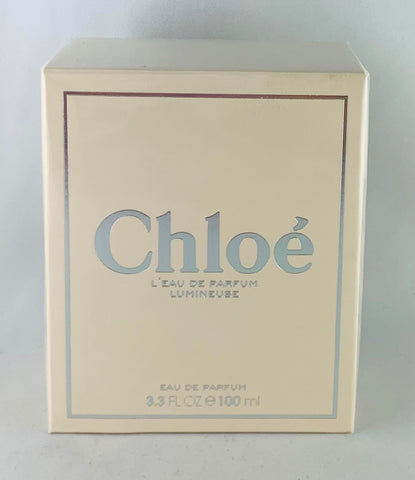 Chloé
L'EAU DE PARFUM
LUMINEUSE
EAU DE PARFUM
3.3 FL OZ ℮ 100 ml